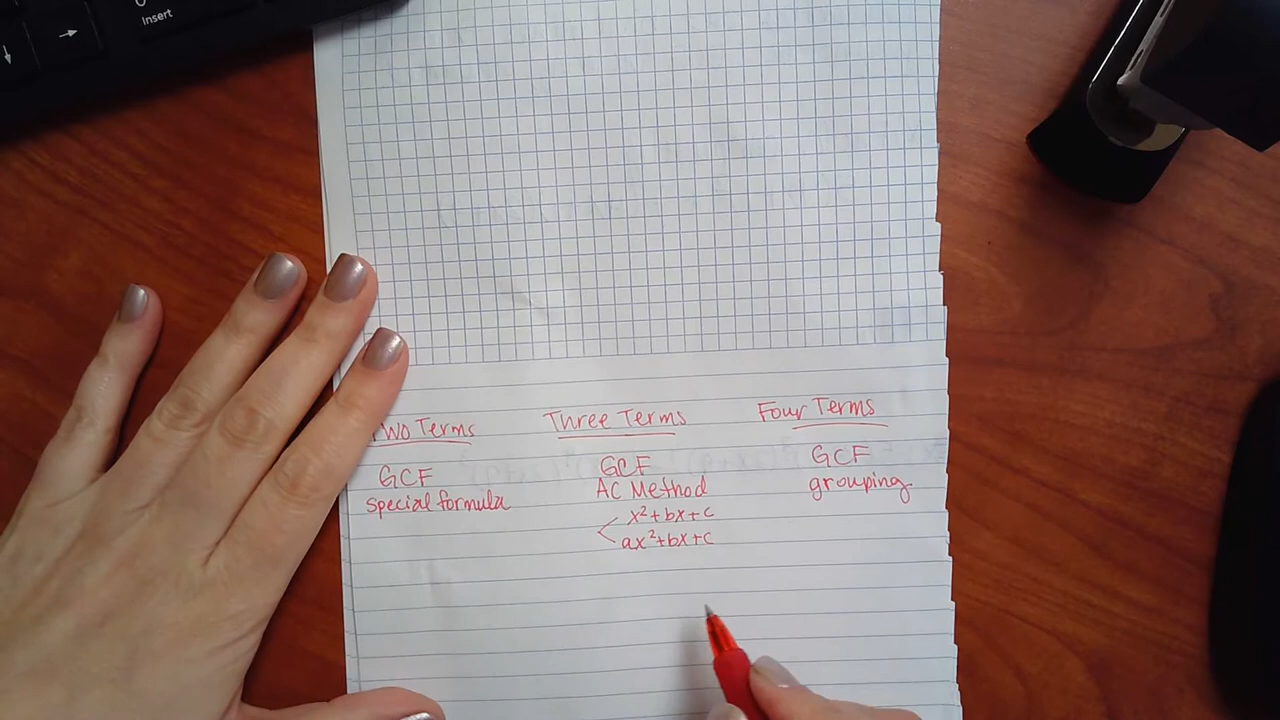 Insert
Two Terms
GCF
special formula
Three Terms
GCF
AC Method
x²+bx+c
ax²+bx+c
Four Terms
GCF
grouping